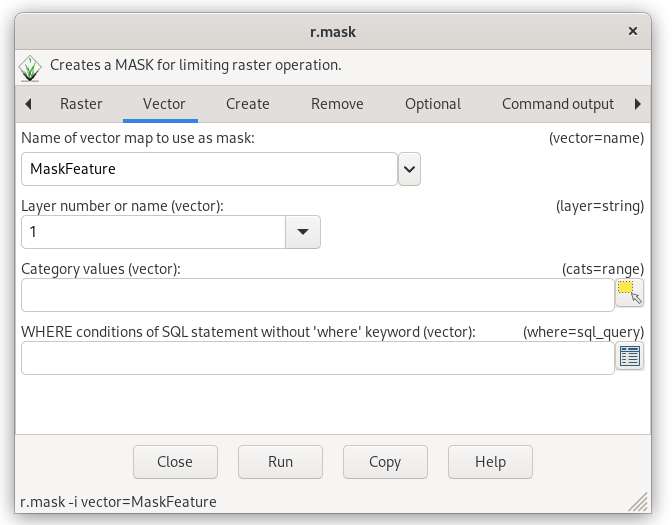 r.mask
Creates a MASK for limiting raster operation.
Raster Vector Create Remove Optional Command output
Name of vector map to use as mask: (vector=name)
MaskFeature
Layer number or name (vector): (layer=string)
1
Category values (vector): (cats=range)
WHERE conditions of SQL statement without 'where' keyword (vector): (where=sql_query)
Close Run Copy Help
r.mask -i vector=MaskFeature